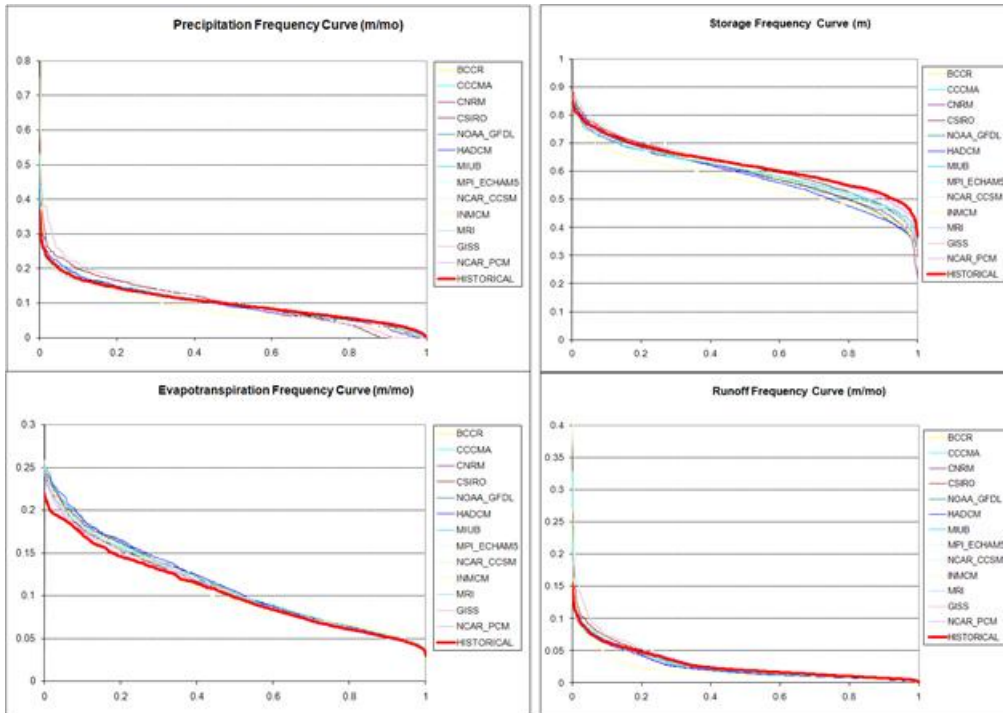 Precipitation Frequency Curve (m/mo)
0.8
0.7
0.6
0.5
0.4
0.3
0.2
0.1
0
0 0.2 0.4 0.6 0.8 1
BCCR
CCCMA
CNRM
CSIRO
NOAA_GFDL
HADCM
MIUB
MPI_ECHAM5
NCAR_CCSM
INMCM
MRI
GISS
NCAR_PCM
HISTORICAL
Storage Frequency Curve (m)
1
0.9
0.8
0.7
0.6
0.5
0.4
0.3
0.2
0.1
0
0 0.2 0.4 0.6 0.8 1
BCCR
CCCMA
CNRM
CSIRO
NOAA_GFDL
HADCM
MIUB
MPI_ECHAM5
NCAR_CCSM
INMCM
MRI
GISS
NCAR_PCM
HISTORICAL
Evapotranspiration Frequency Curve (m/mo)
0.3
0.25
0.2
0.15
0.1
0.05
0
0 0.2 0.4 0.6 0.8 1
BCCR
CCCMA
CNRM
CSIRO
NOAA_GFDL
HADCM
MIUB
MPI_ECHAM5
NCAR_CCSM
INMCM
MRI
GISS
NCAR_PCM
HISTORICAL
Runoff Frequency Curve (m/mo)
0.4
0.35
0.3
0.25
0.2
0.15
0.1
0.05
0
0 0.2 0.4 0.6 0.8 1
BCCR
CCCMA
CNRM
CSIRO
NOAA_GFDL
HADCM
MIUB
MPI_ECHAM5
NCAR_CCSM
INMCM
MRI
GISS
NCAR_PCM
HISTORICAL